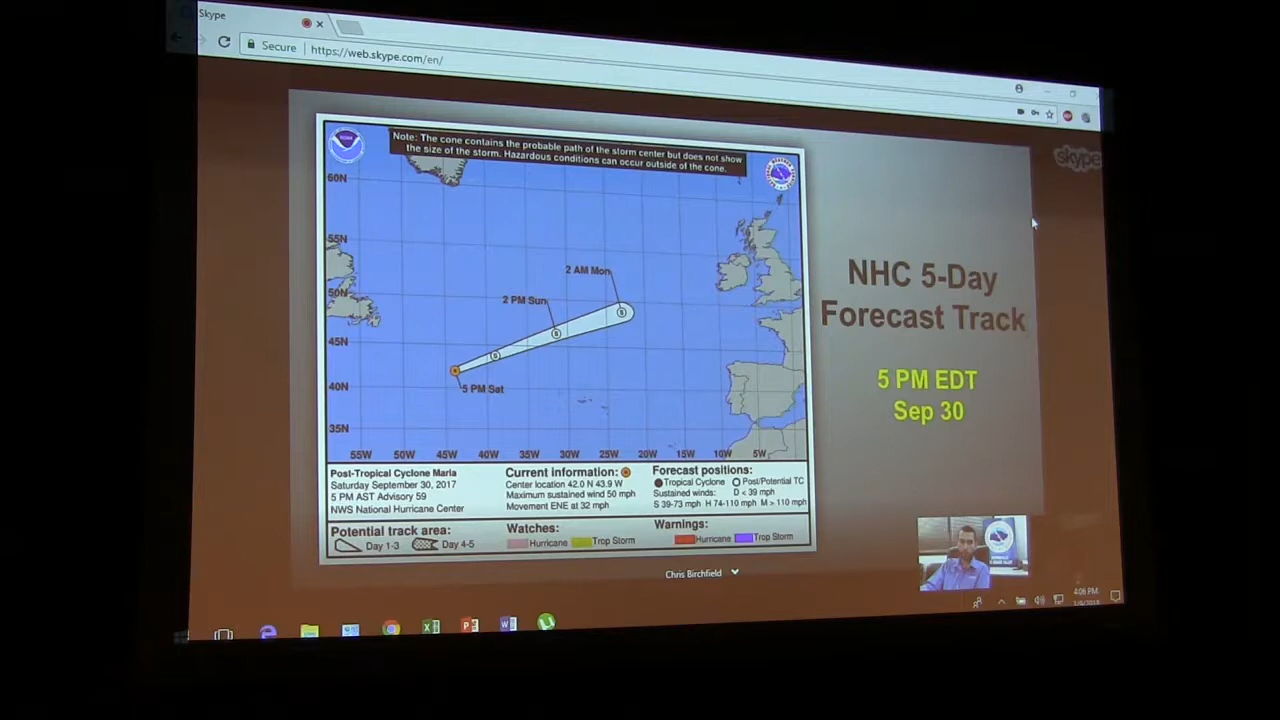 Skype
Secure
https://web.skype.com/en/
skype
Note: The cone contains the probable path of the storm center but does not show
the size of the storm. Hazardous conditions can occur outside of the cone.
60N
55N
50N
45N
40N
35N
2 AM Mon
2 PM Sun
5 PM Sat
55W 50W 45W 40W 35W 30W 25W 20W 15W 10W 5W
NHC 5-Day
Forecast Track
5 PM EDT
Sep 30
Post-Tropical Cyclone Maria
Saturday September 30, 2017
5 PM AST Advisory 59
NWS National Hurricane Center
Current information:
Center location 42.0 N 43.9 W
Maximum sustained wind 50 mph
Movement ENE at 32 mph
Forecast positions:
Tropical Cyclone Post/Potential TC
Sustained winds: D < 39 mph
S 39-73 mph H 74-110 mph M > 110 mph
Potential track area:
Day 1-3 Day 4-5
Watches:
Hurricane Trop Storm
Warnings:
Hurricane Trop Storm
Chris Birchfield
4:06 PM